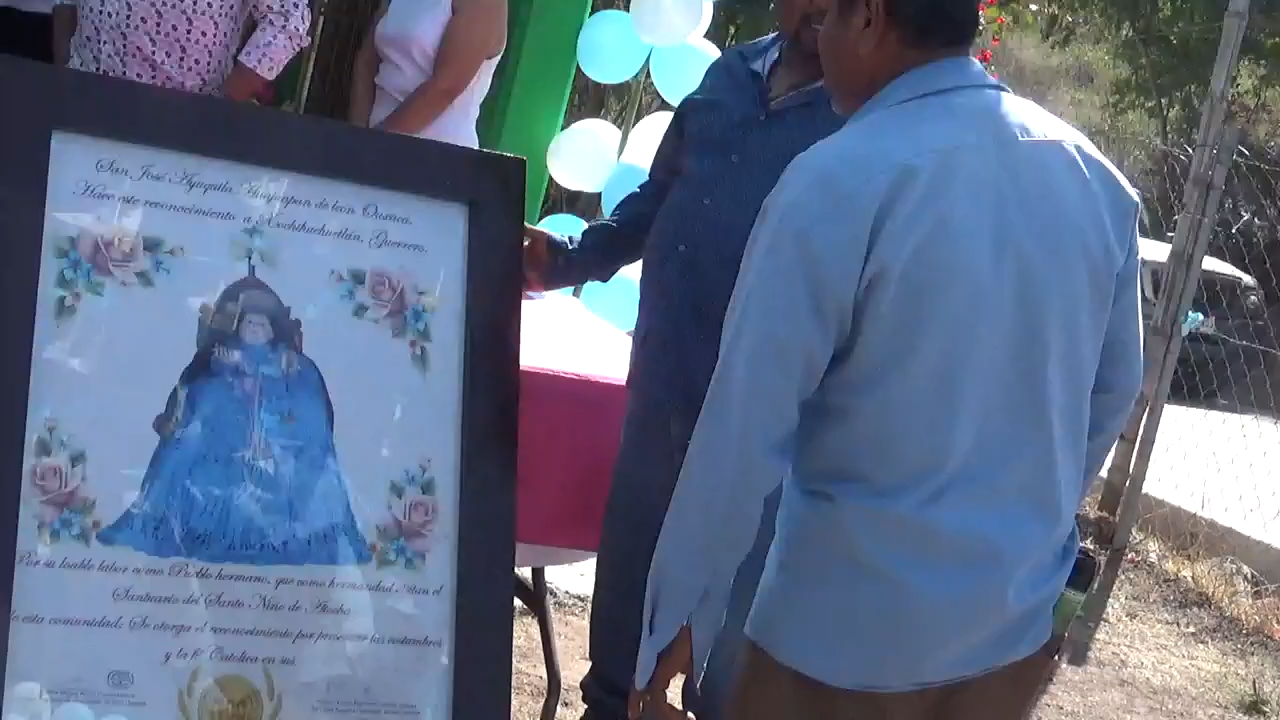 San José Ayuquila Huajuapan de león Oaxaca.
Hace este reconocimiento a Xochihuehuetlán, Guerrero.
Por su loable labor como Pueblo hermano, que como hermandad visitan el
Santuario del Santo Niño de Atocha
de esta comunidad; Se otorga el reconocimiento por preservar las costumbres
y la fe Catolica en sus